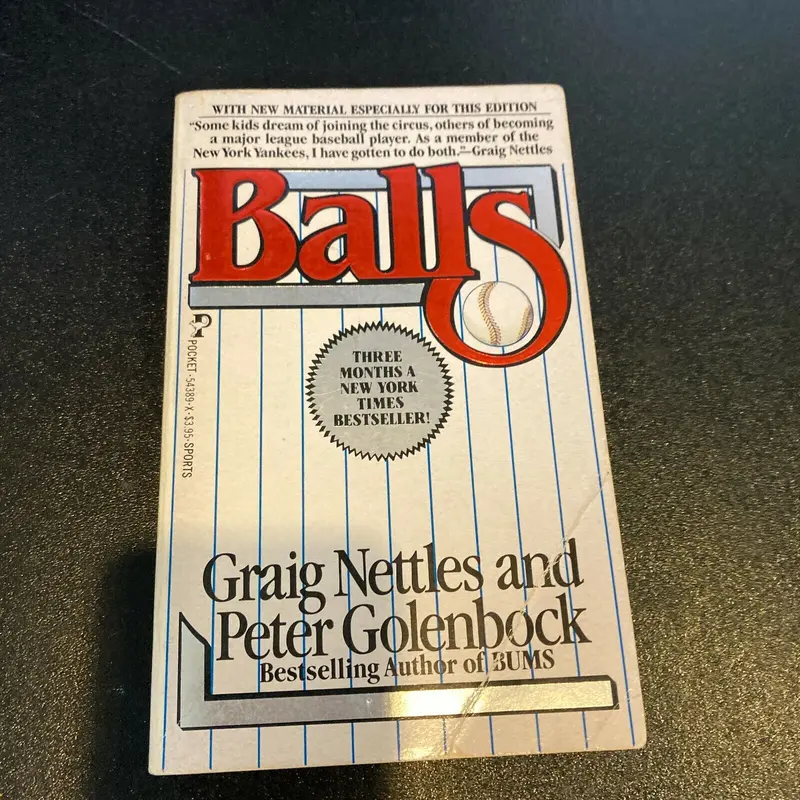 WITH NEW MATERIAL ESPECIALLY FOR THIS EDITION
"Some kids dream of joining the circus, others of becoming
a major league baseball player. As a member of the
New York Yankees, I have gotten to do both."—Graig Nettles
Balls
POCKET·54389-X·$3.95·SPORTS
THREE
MONTHS A
NEW YORK
TIMES
BESTSELLER!
Graig Nettles and
Peter Golenbock
Bestselling Author of BUMS